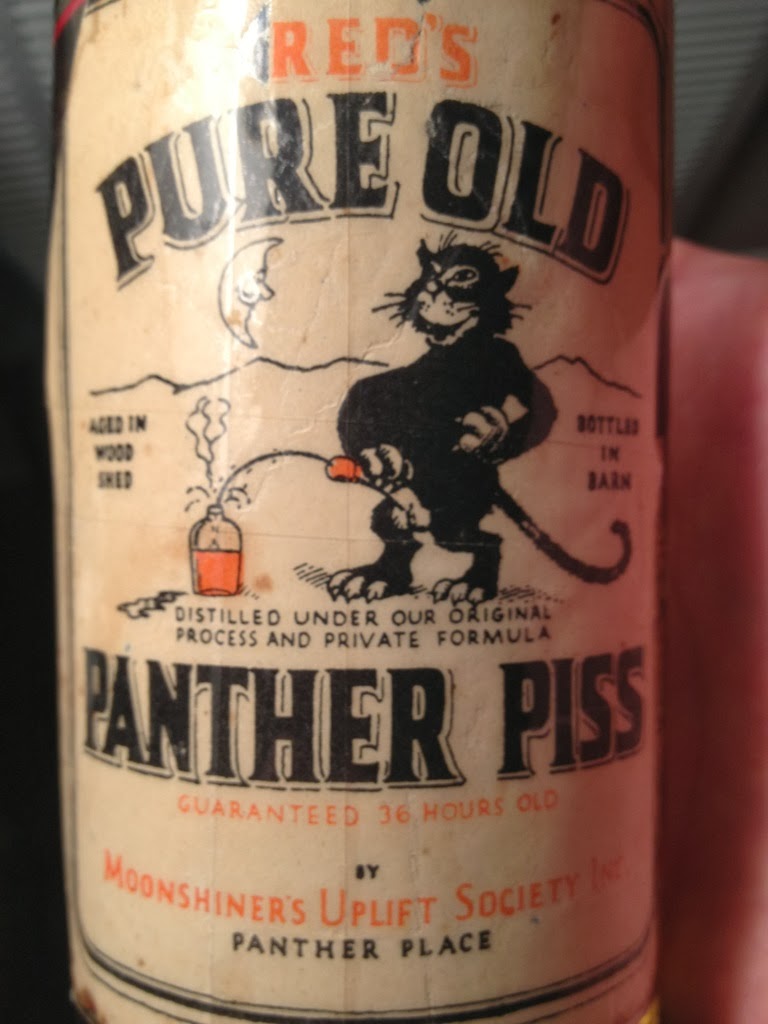 RED'S
PURE OLD
AGED IN
WOOD
SHED
BOTTLED
IN
BARN
DISTILLED UNDER OUR ORIGINAL
PROCESS AND PRIVATE FORMULA
PANTHER PISS
GUARANTEED 36 HOURS OLD
BY
MOONSHINER'S UPLIFT SOCIETY INC.
PANTHER PLACE